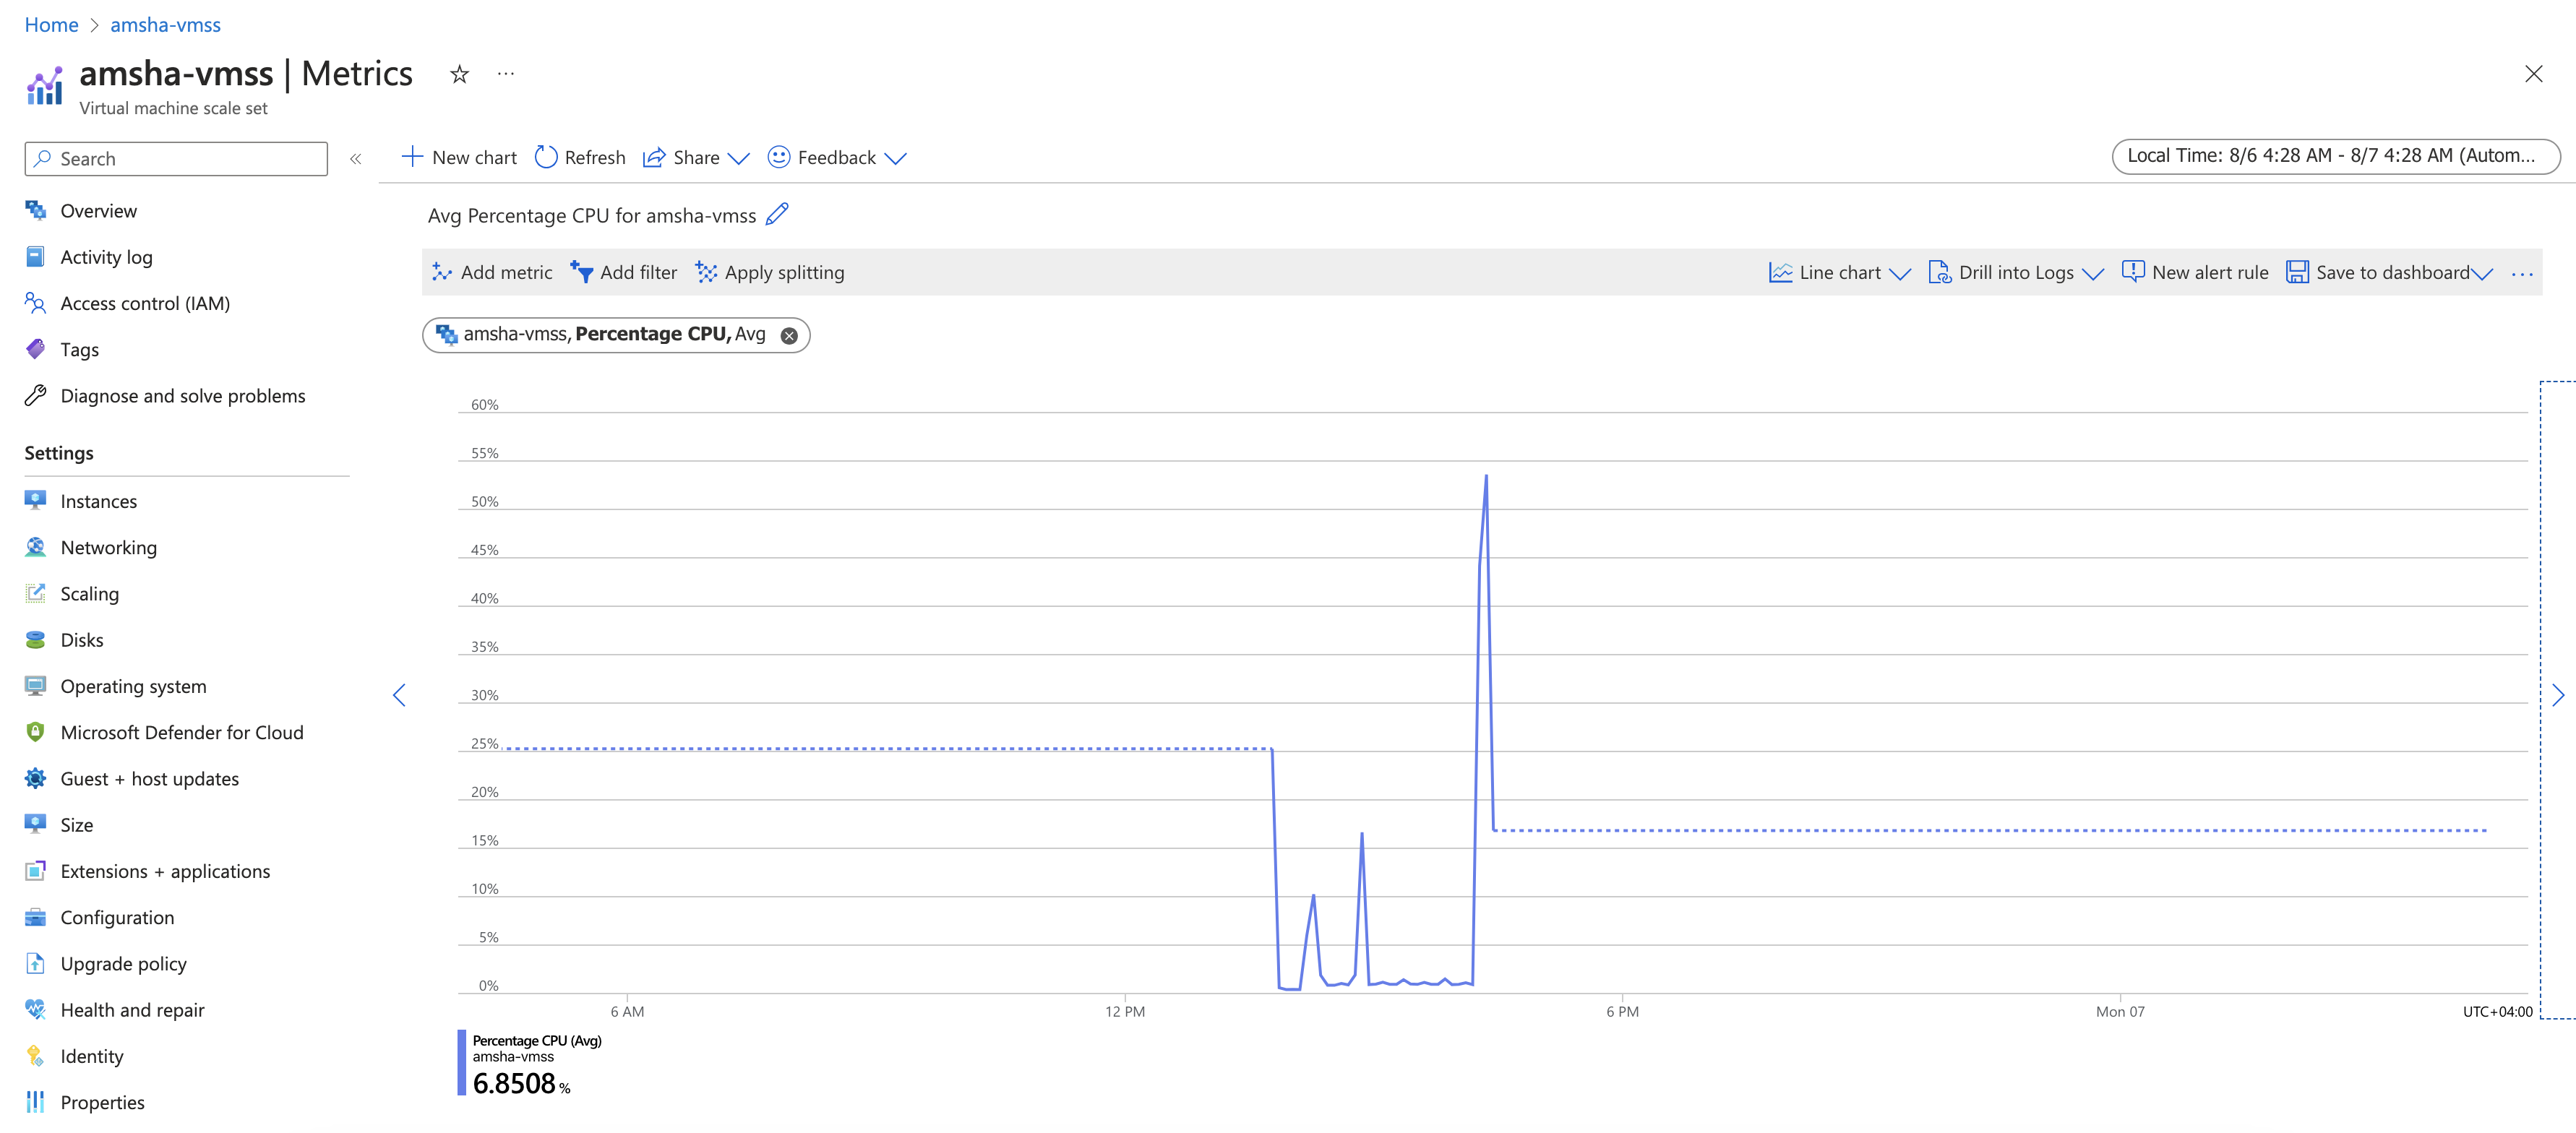 Home > amsha-vmss
amsha-vmss | Metrics
Virtual machine scale set
Search
Overview
Activity log
Access control (IAM)
Tags
Diagnose and solve problems
Settings
Instances
Networking
Scaling
Disks
Operating system
Microsoft Defender for Cloud
Guest + host updates
Size
Extensions + applications
Configuration
Upgrade policy
Health and repair
Identity
Properties
New chart Refresh Share Feedback
Local Time: 8/6 4:28 AM - 8/7 4:28 AM (Autom...
Avg Percentage CPU for amsha-vmss
Add metric Add filter Apply splitting Line chart Drill into Logs New alert rule Save to dashboard
amsha-vmss, Percentage CPU, Avg
60%
55%
50%
45%
40%
35%
30%
25%
20%
15%
10%
5%
0%
6 AM 12 PM 6 PM Mon 07 UTC+04:00
Percentage CPU (Avg)
amsha-vmss
6.8508 %